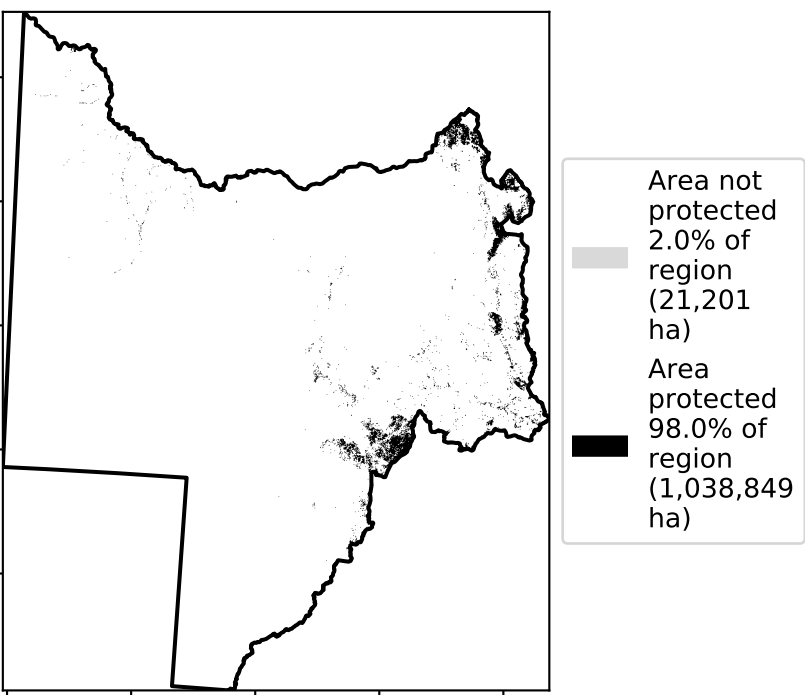 Area not
protected
2.0% of
region
(21,201
ha)
Area
protected
98.0% of
region
(1,038,849
ha)